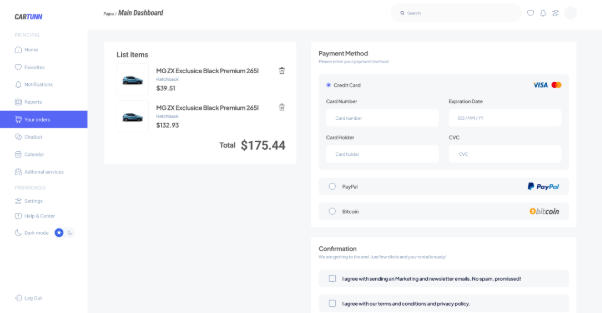 CARTUNN
Pages / Main Dashboard
Search
PRINCIPAL
Home
Favorites
Notifications
Reports
Your orders
Chatbot
Calendar
Aditional services
PREFERENCES
Settings
Help & Center
Dark mode
Log Out
List Items
MG ZX Exclusice Black Premium 265I
Hatchback
$39.51
MG ZX Exclusice Black Premium 265I
Hatchback
$132.93
Total $175.44
Payment Method
Please enter your payment method
Credit Card
VISA
Card Number
Expiration Date
Card number
DD / MM / YY
Card Holder
CVC
Card holder
CVC
PayPal
PayPal
Bitcoin
bitcoin
Confirmation
We are getting to the end. Just few clicks and your rental is ready!
I agree with sending an Marketing and newsletter emails. No spam, promissed!
I agree with our terms and conditions and privacy policy.